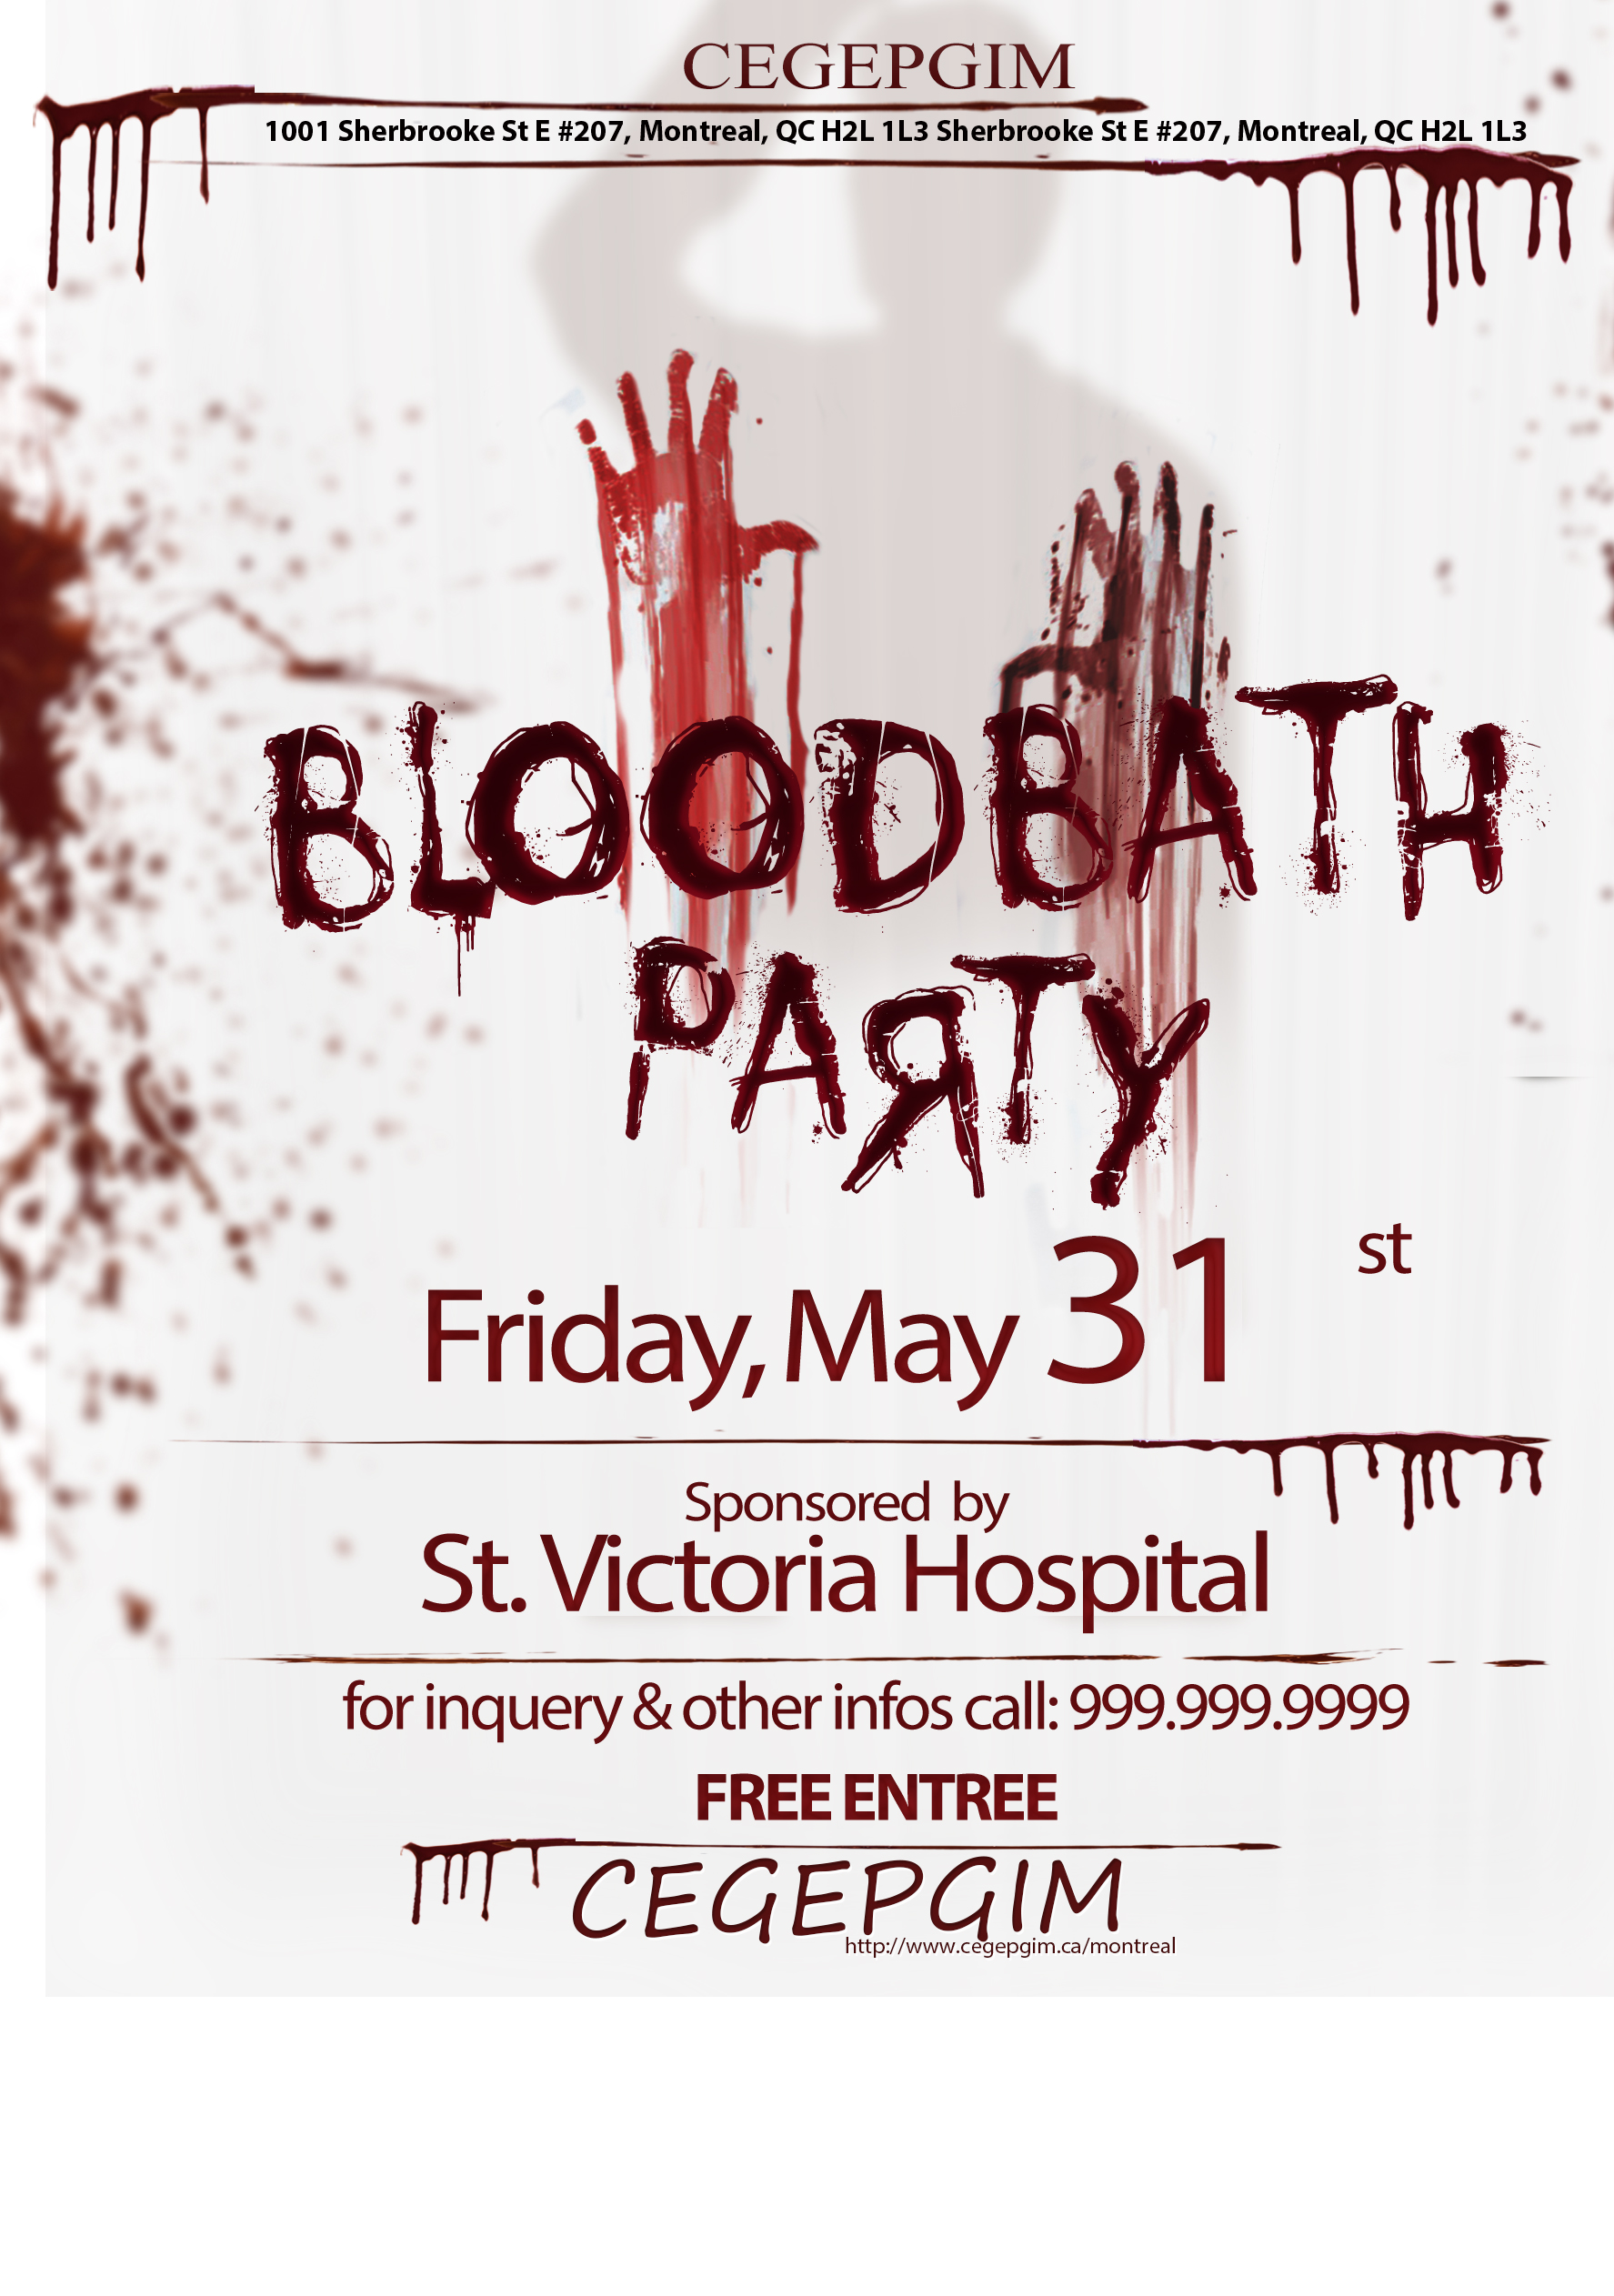 CEGEPGIM
1001 Sherbrooke St E #207, Montreal, QC H2L 1L3 Sherbrooke St E #207, Montreal, QC H2L 1L3
BLOODBATH
PARTY
Friday, May 31 st
Sponsored by
St. Victoria Hospital
for inquery & other infos call: 999.999.9999
FREE ENTREE
CEGEPGIM
http://www.cegepgim.ca/montreal